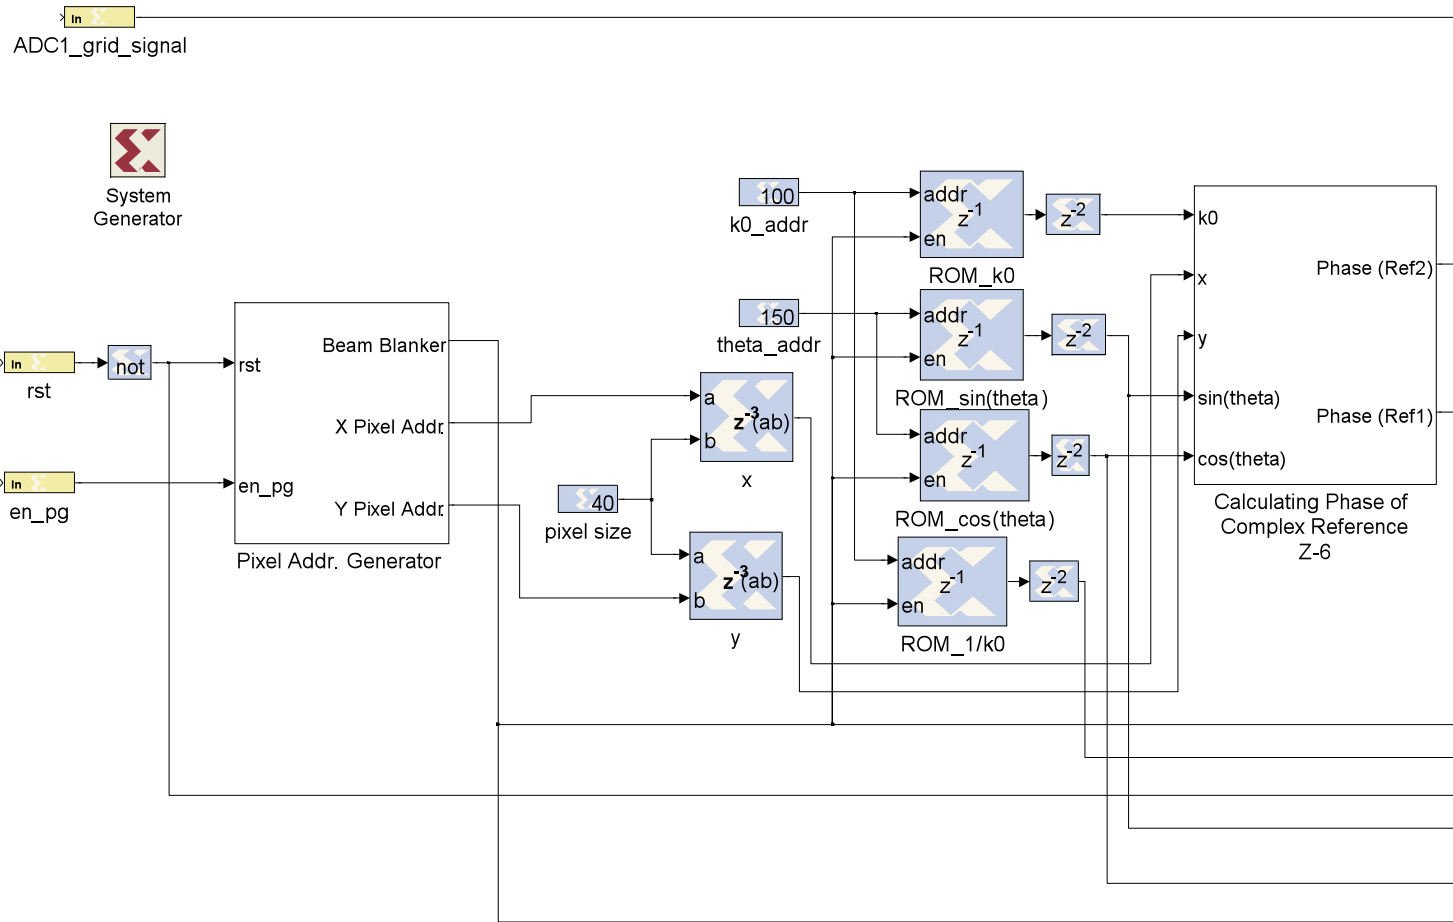 In
ADC1_grid_signal
System
Generator
In
rst
not
In
en_pg
rst
en_pg
Beam Blanker
X Pixel Addr.
Y Pixel Addr.
Pixel Addr. Generator
40
pixel size
a
b
z-3(ab)
x
a
b
z-3(ab)
y
100
k0_addr
150
theta_addr
addr
en
z-1
ROM_k0
z-2
addr
en
z-1
ROM_sin(theta)
z-2
addr
en
z-1
ROM_cos(theta)
z-2
addr
en
z-1
ROM_1/k0
z-2
k0
x
y
sin(theta)
cos(theta)
Phase (Ref2)
Phase (Ref1)
Calculating Phase of
Complex Reference
Z-6